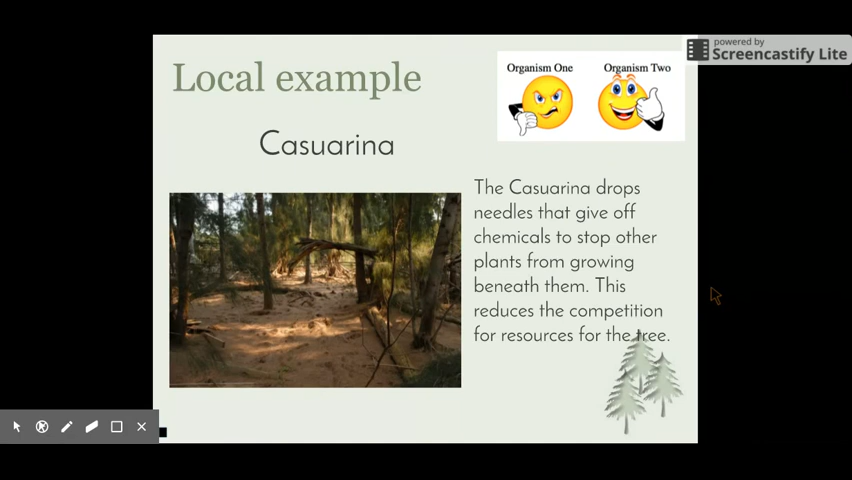 powered by
Screencastify Lite
Local example
Organism One
Organism Two
Casuarina
The Casuarina drops
needles that give off
chemicals to stop other
plants from growing
beneath them. This
reduces the competition
for resources for the tree.